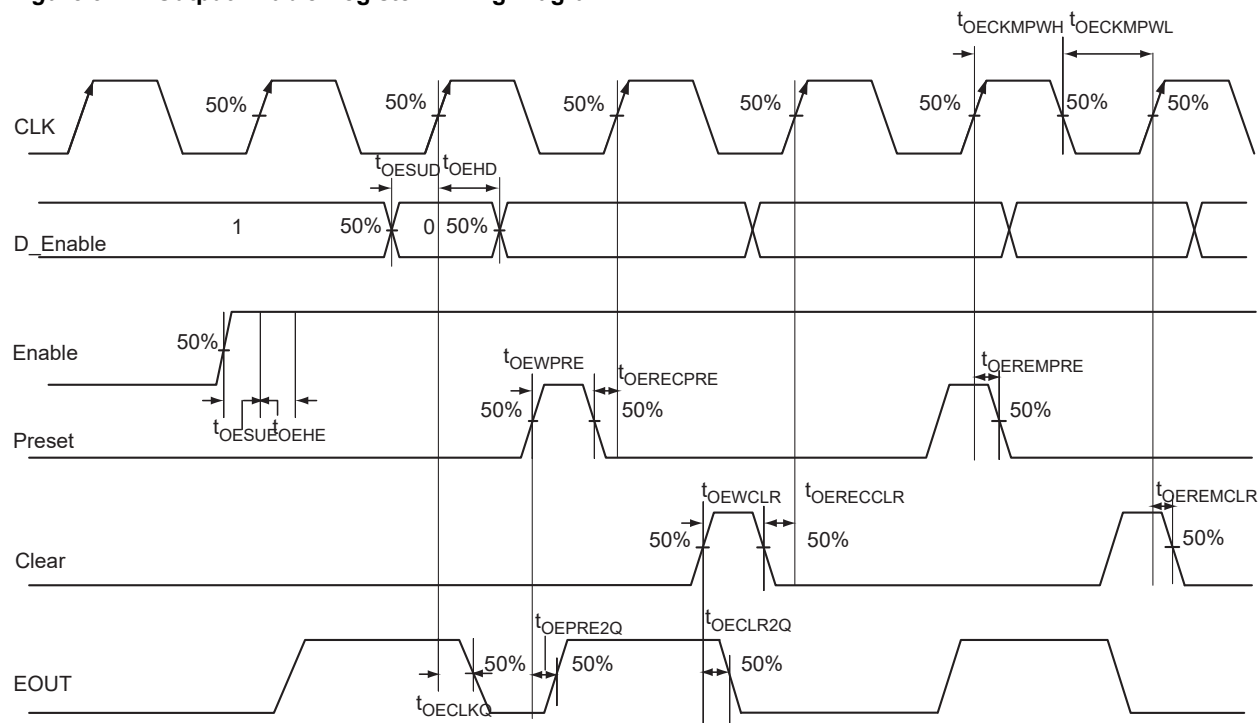 tOECKMPWH tOECKMPWL
CLK 50% 50% 50% 50% 50% 50% 50%
tOESUD tOEHD
D_Enable 1 50% 0 50%
Enable 50%
tOESUE tOEHE
tOEWPRE tOERECPRE tOEREMPRE
Preset 50% 50% 50%
tOEWCLR tOERECCLR tOEREMCLR
Clear 50% 50% 50%
tOEPRE2Q tOECLR2Q
EOUT 50% 50% 50%
tOECLKQ